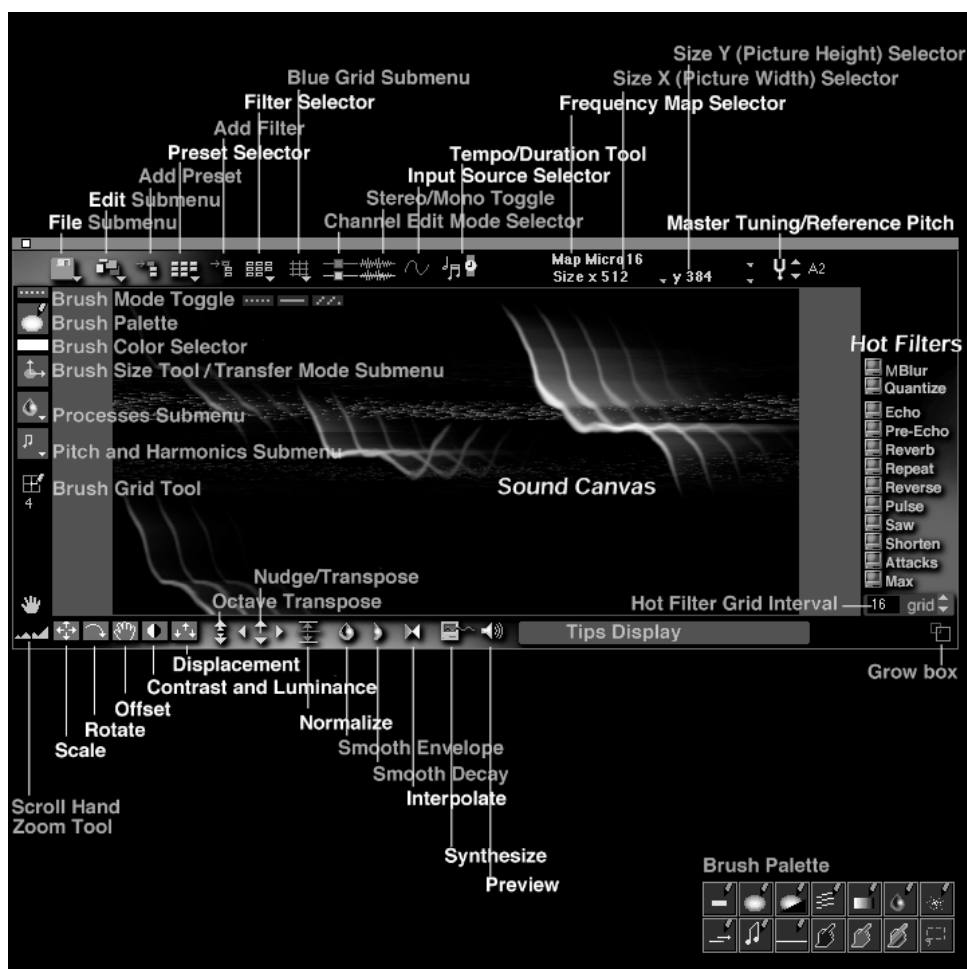 Size Y (Picture Height) Selector
Blue Grid Submenu
Size X (Picture Width) Selector
Filter Selector
Frequency Map Selector
Add Filter
Preset Selector
Tempo/Duration Tool
Add Preset
Input Source Selector
Edit Submenu
Stereo/Mono Toggle
File Submenu
Channel Edit Mode Selector
Master Tuning/Reference Pitch
Map Micro16
Size x 512
y 384
A2
Brush Mode Toggle
Brush Palette
Brush Color Selector
Brush Size Tool / Transfer Mode Submenu
Processes Submenu
Pitch and Harmonics Submenu
Brush Grid Tool
4
Sound Canvas
Hot Filters
MBlur
Quantize
Echo
Pre-Echo
Reverb
Repeat
Reverse
Pulse
Saw
Shorten
Attacks
Max
Nudge/Transpose
Octave Transpose
Hot Filter Grid Interval
16 grid
Tips Display
Grow box
Displacement
Contrast and Luminance
Offset
Rotate
Scale
Normalize
Smooth Envelope
Smooth Decay
Interpolate
Scroll Hand
Zoom Tool
Synthesize
Preview
Brush Palette